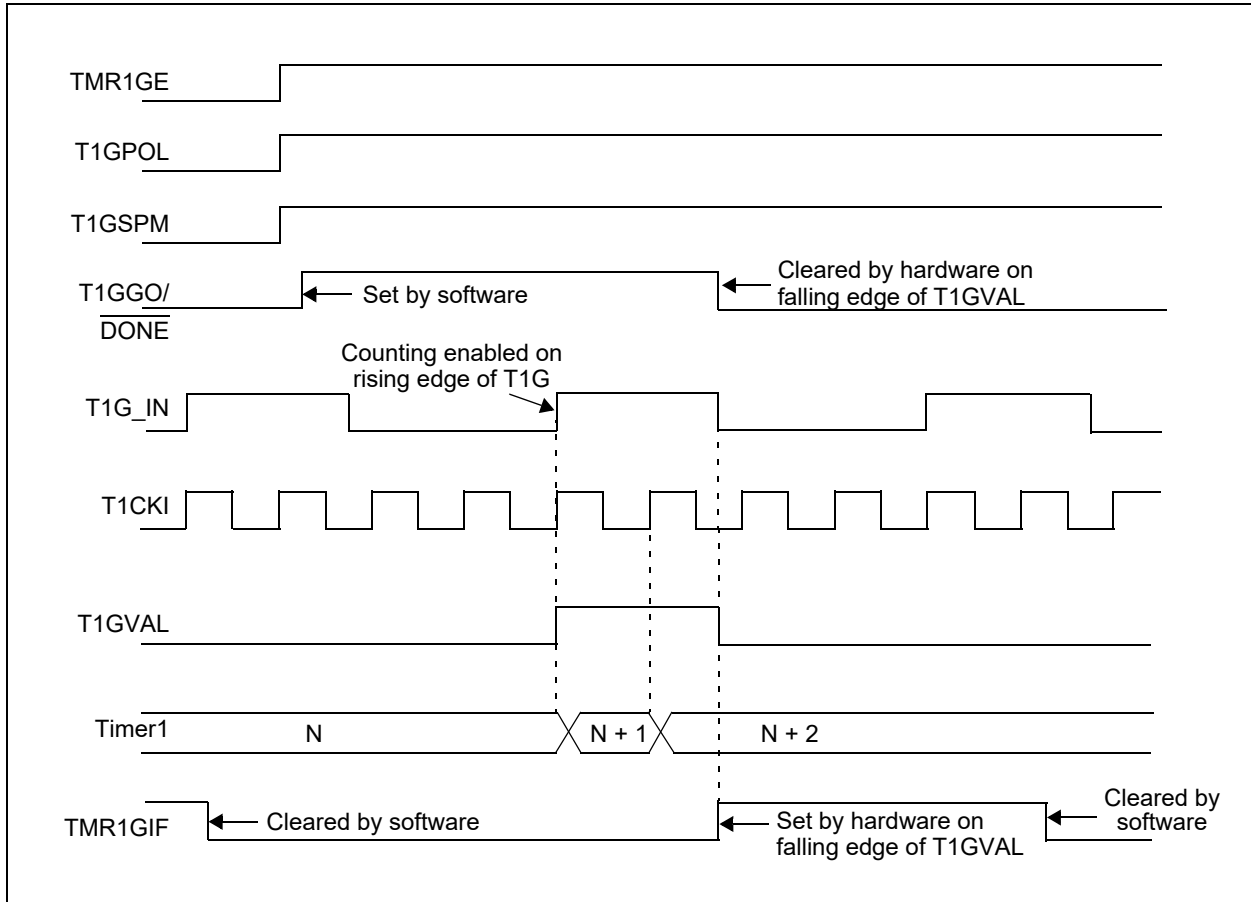 TMR1GE
T1GPOL
T1GSPM
T1GGO/
DONE
Set by software
Cleared by hardware on
falling edge of T1GVAL
Counting enabled on
rising edge of T1G
T1G_IN
T1CKI
T1GVAL
Timer1
N
N + 1
N + 2
TMR1GIF
Cleared by software
Set by hardware on
falling edge of T1GVAL
Cleared by
software